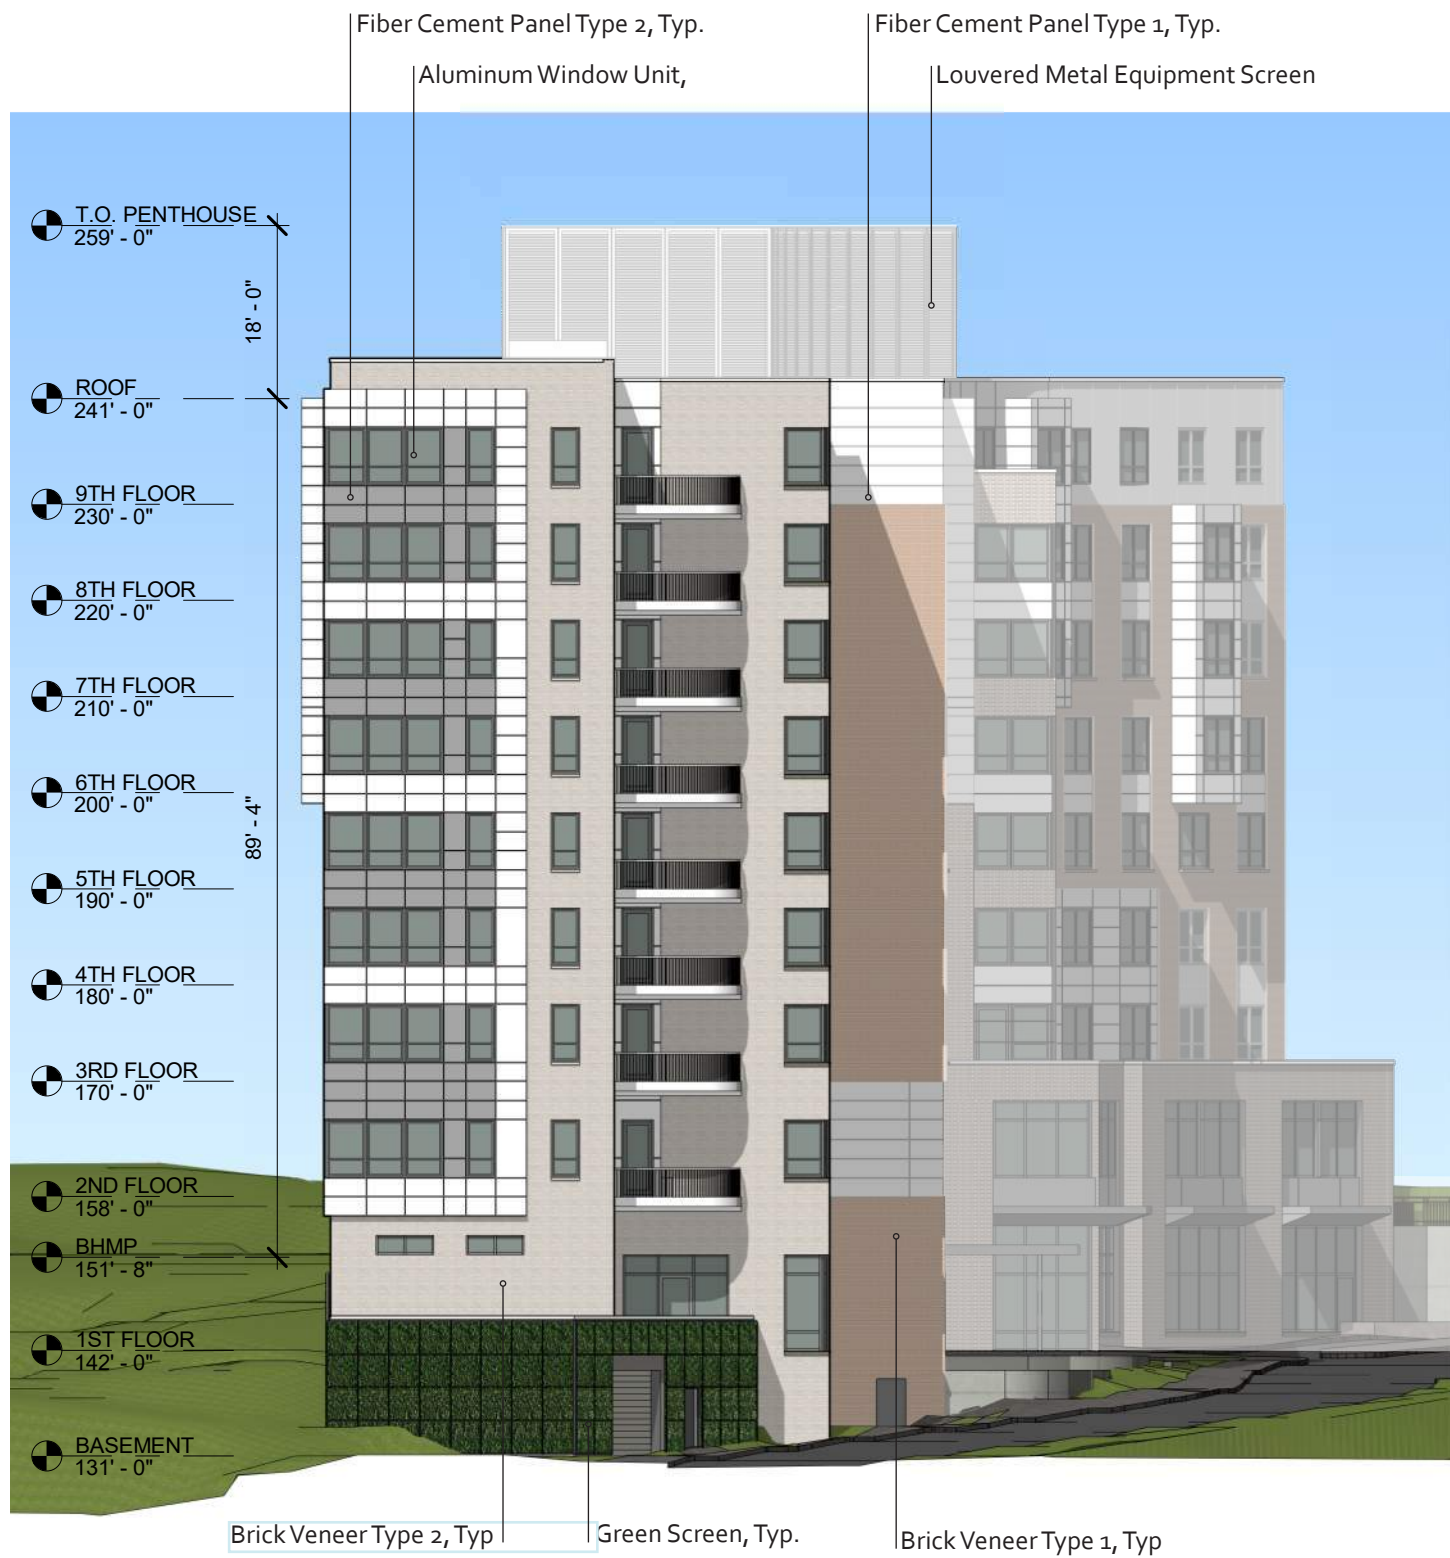 Fiber Cement Panel Type 2, Typ.
Fiber Cement Panel Type 1, Typ.
Aluminum Window Unit,
Louvered Metal Equipment Screen
T.O. PENTHOUSE
259' - 0"
18' - 0"
ROOF
241' - 0"
9TH FLOOR
230' - 0"
8TH FLOOR
220' - 0"
7TH FLOOR
210' - 0"
6TH FLOOR
200' - 0"
89' - 4"
5TH FLOOR
190' - 0"
4TH FLOOR
180' - 0"
3RD FLOOR
170' - 0"
2ND FLOOR
158' - 0"
BHMP
151' - 8"
1ST FLOOR
142' - 0"
BASEMENT
131' - 0"
Brick Veneer Type 2, Typ
Green Screen, Typ.
Brick Veneer Type 1, Typ